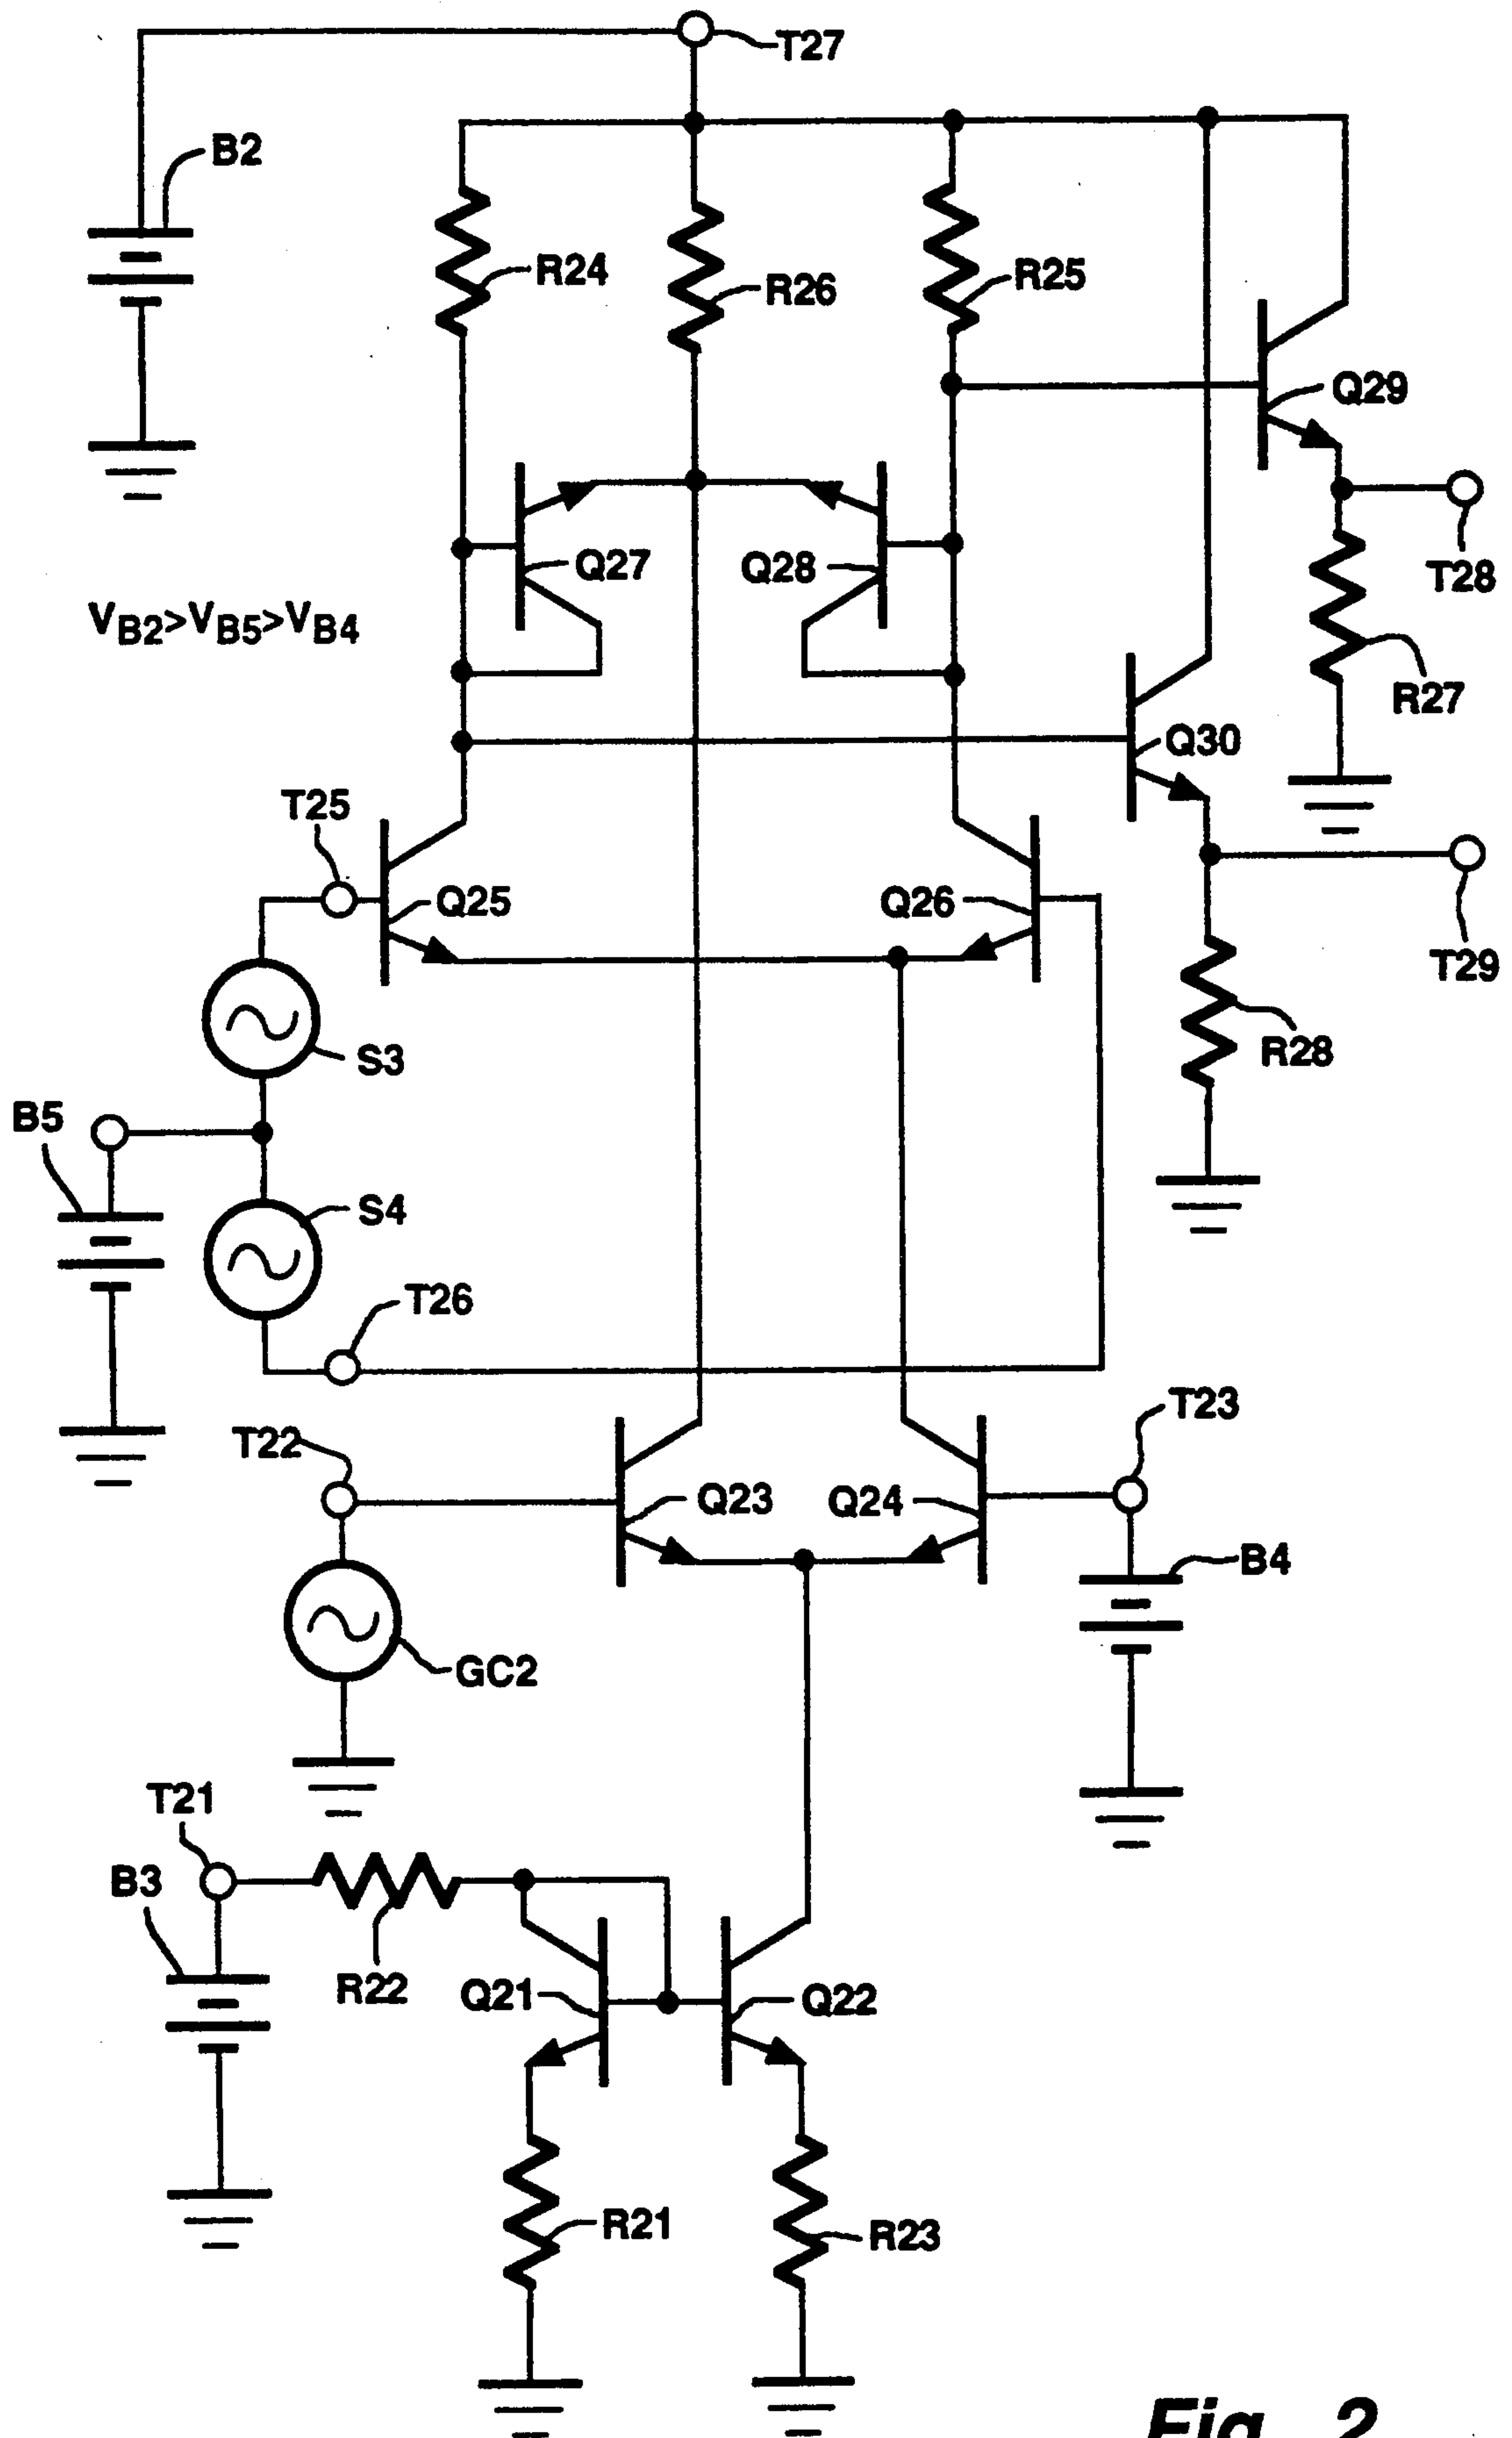 T27
B2
R24
R26
R25
Q29
Q27
Q28
T28
VB2>VB5>VB4
R27
Q30
T25
Q25
Q26
T29
S3
R28
B5
S4
T26
T23
T22
Q23
Q24
B4
GC2
T21
B3
R22
Q21
Q22
R21
R23
Fig. 2